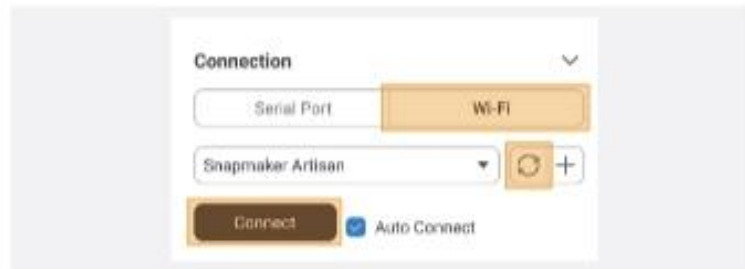 Connection
Serial Port Wi-Fi
Snapmaker Artisan
Connect Auto Connect